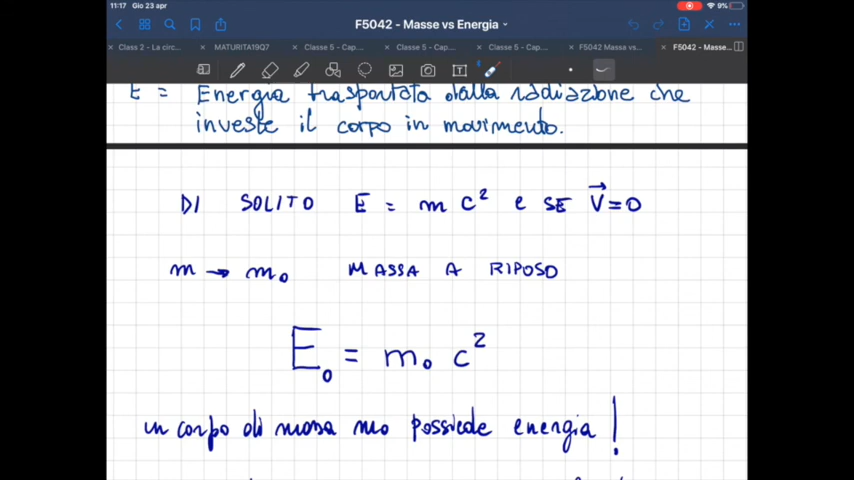 11:17 Gio 23 apr 9%
F5042 - Masse vs Energia
Class 2 - La circ... MATURITA19Q7 Classe 5 - Cap.... Classe 5 - Cap.... Classe 5 - Cap.... F5042 Massa vs... F5042 - Masse...
E = Energia trasportata dalla radiazione che
investe il corpo in movimento.
DI SOLITO E = m c² e SE V⃗ = 0
m → m₀ MASSA A RIPOSO
E₀ = m₀ c²
un corpo di massa m₀ possiede energia!